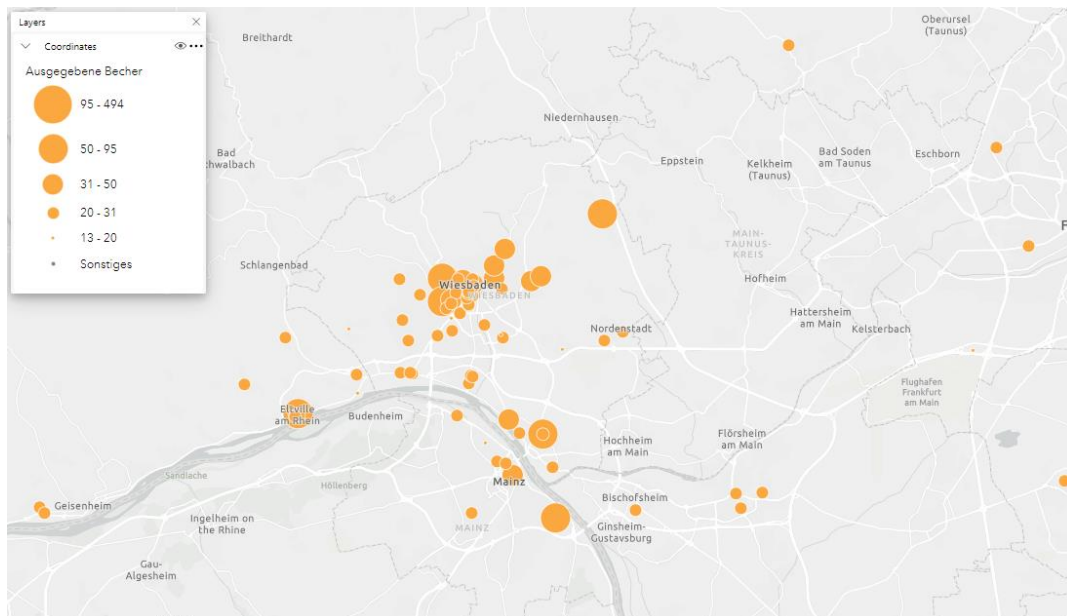 Layers
Coordinates
Ausgegebene Becher
95 - 494
50 - 95
31 - 50
20 - 31
13 - 20
Sonstiges
Breithardt
Oberursel
(Taunus)
Niedernhausen
Bad
chwalbach
Eppstein
Kelkheim
(Taunus)
Bad Soden
am Taunus
Eschborn
F
MAIN-
TAUNUS-
KREIS
Schlangenbad
Hofheim
Wiesbaden
WIESBADEN
Hattersheim
am Main
Nordenstadt
Kelsterbach
Flughafen
Frankfurt
am Main
Eltville
am Rhein
Budenheim
Hochheim
am Main
Flörsheim
am Main
Sandlache
Höllenberg
Mainz
Geisenheim
Bischofsheim
Ingelheim on
the Rhine
MAINZ
Ginsheim-
Gustavsburg
Gau-
Algesheim